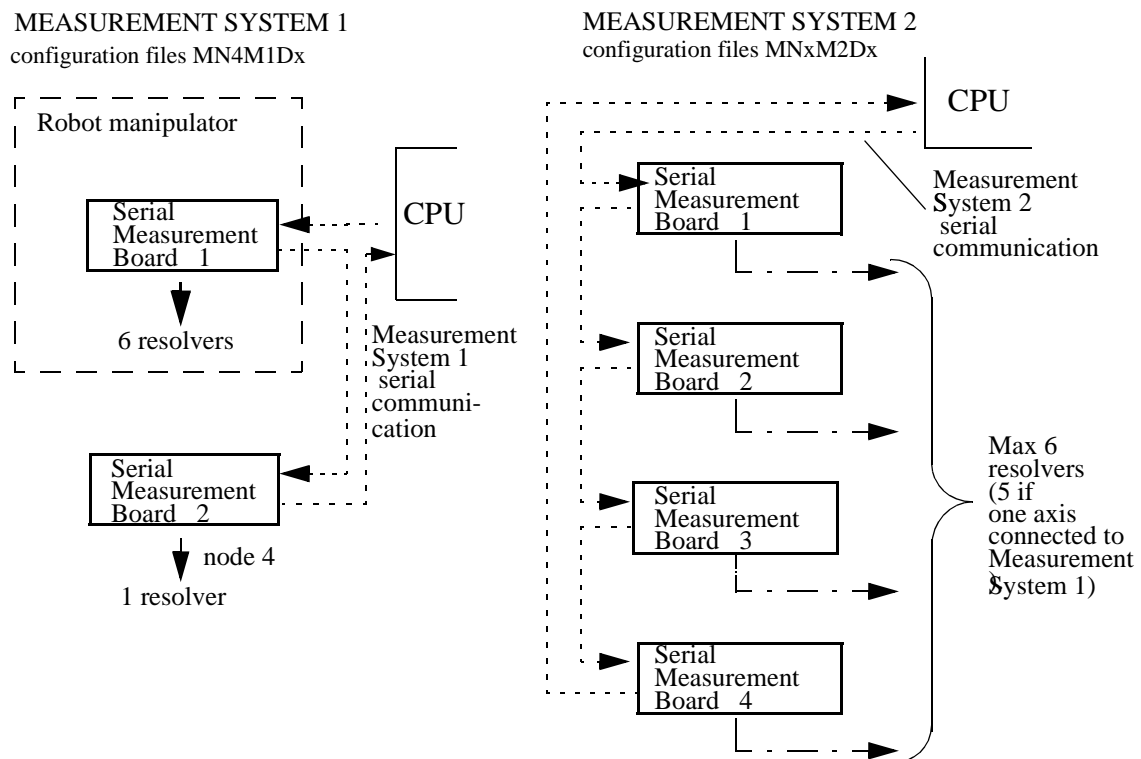 MEASUREMENT SYSTEM 1
configuration files MN4M1Dx
Robot manipulator
Serial
Measurement
Board 1
6 resolvers
CPU
Measurement
System 1
serial
communi-
cation
Serial
Measurement
Board 2
node 4
1 resolver
MEASUREMENT SYSTEM 2
configuration files MNxM2Dx
CPU
Serial
Measurement
Board 1
Measurement
System 2
serial
communication
Serial
Measurement
Board 2
Serial
Measurement
Board 3
Serial
Measurement
Board 4
Max 6
resolvers
(5 if
one axis
connected to
Measurement
System 1)